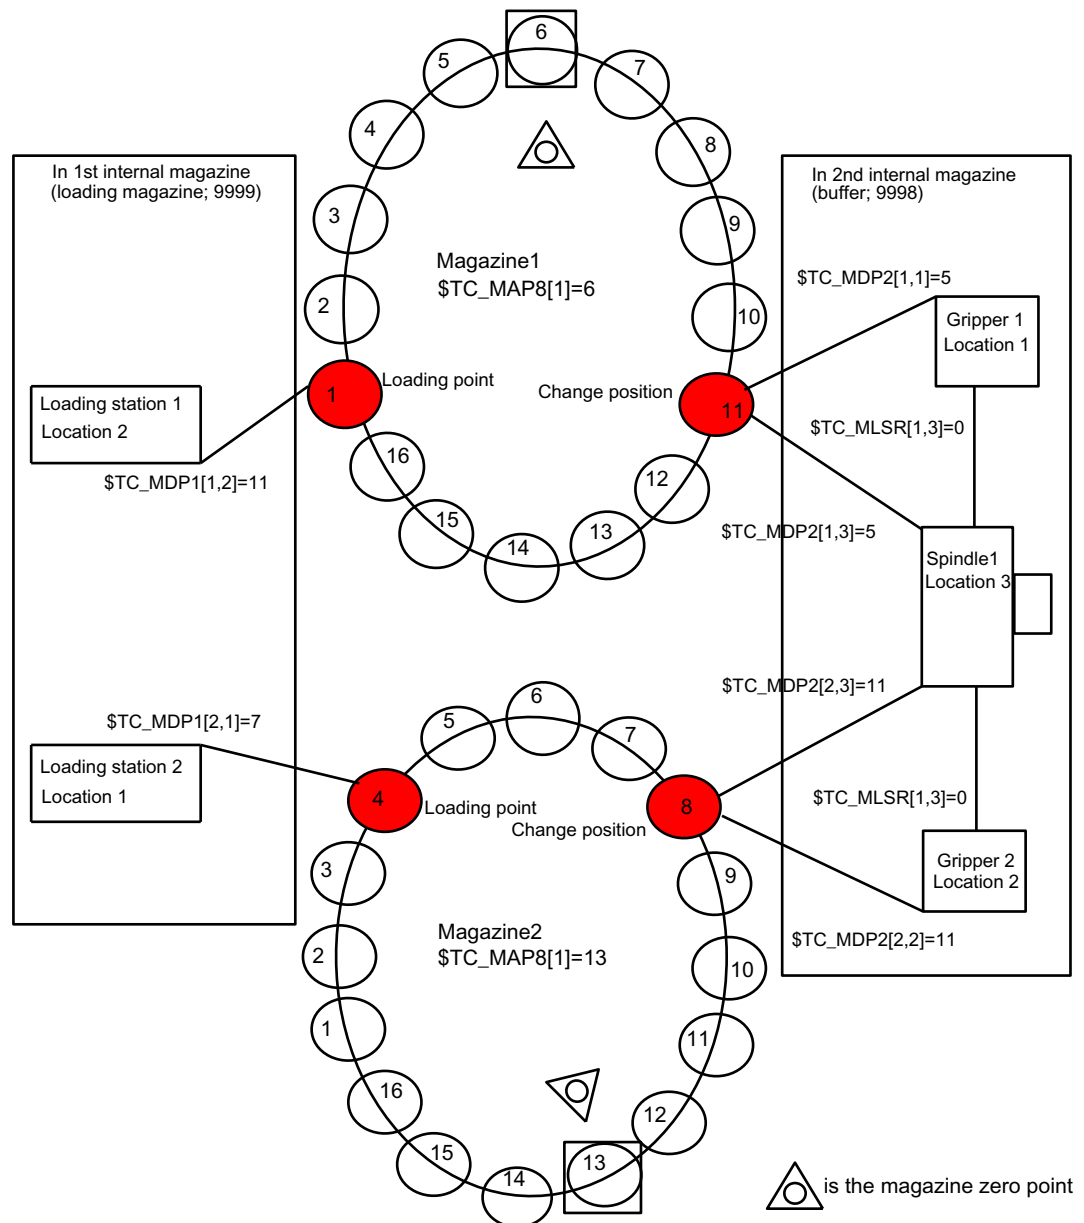 6
5
7
4
8
In 1st internal magazine
(loading magazine; 9999)
In 2nd internal magazine
(buffer; 9998)
3
9
Magazine1
$TC_MAP8[1]=6
$TC_MDP2[1,1]=5
2
10
Gripper 1
Location 1
1
Loading point
Change position
11
Loading station 1
Location 2
$TC_MLSR[1,3]=0
$TC_MDP1[1,2]=11
16
12
15
13
14
$TC_MDP2[1,3]=5
Spindle1
Location 3
$TC_MDP2[2,3]=11
6
5
7
$TC_MDP1[2,1]=7
Loading station 2
Location 1
4
Loading point
8
Change position
$TC_MLSR[1,3]=0
3
9
Gripper 2
Location 2
Magazine2
$TC_MAP8[1]=13
$TC_MDP2[2,2]=11
2
10
1
11
16
12
15
13
14
is the magazine zero point